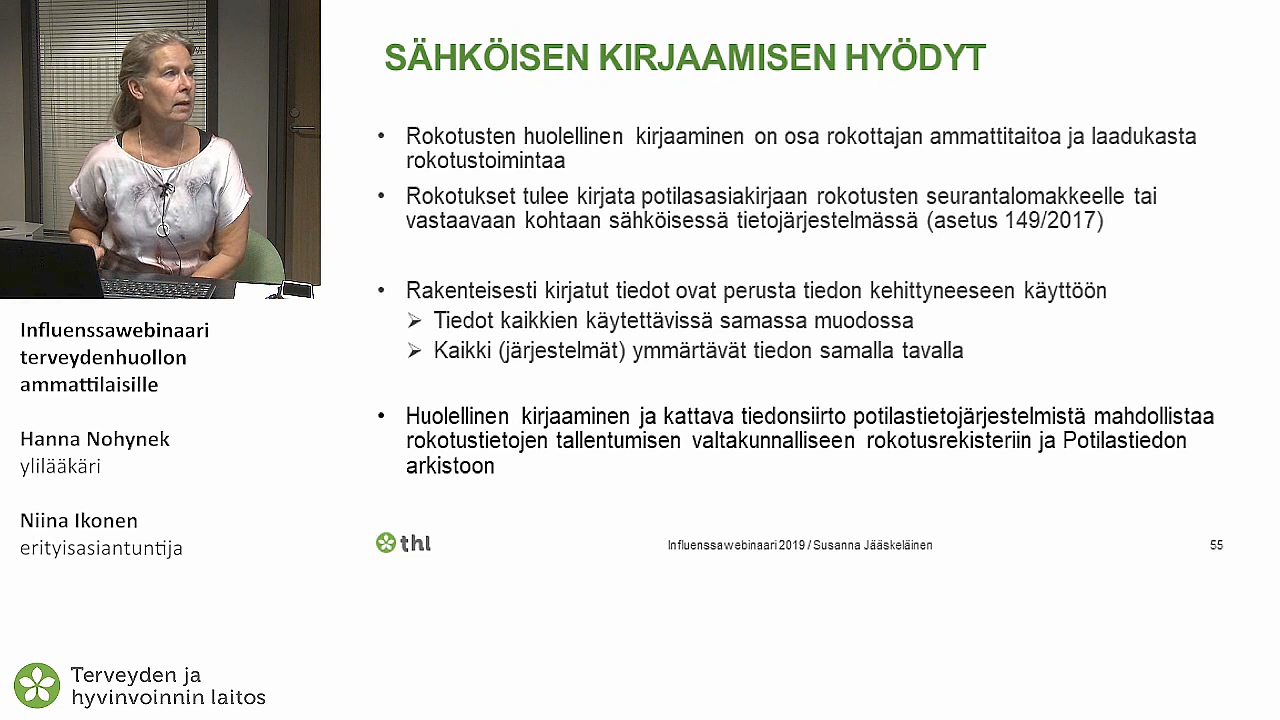 SÄHKÖISEN KIRJAAMISEN HYÖDYT
• Rokotusten huolellinen kirjaaminen on osa rokottajan ammattitaitoa ja laadukasta
rokotustoimintaa
• Rokotukset tulee kirjata potilasasiakirjaan rokotusten seurantalomakkeelle tai
vastaavaan kohtaan sähköisessä tietojärjestelmässä (asetus 149/2017)
• Rakenteisesti kirjatut tiedot ovat perusta tiedon kehittyneeseen käyttöön
➢ Tiedot kaikkien käytettävissä samassa muodossa
➢ Kaikki (järjestelmät) ymmärtävät tiedon samalla tavalla
• Huolellinen kirjaaminen ja kattava tiedonsiirto potilastietojärjestelmistä mahdollistaa
rokotustietojen tallentumisen valtakunnalliseen rokotusrekisteriin ja Potilastiedon
arkistoon
thl
Influenssawebinaari 2019 / Susanna Jääskeläinen
55
Influenssawebinaari
terveydenhuollon
ammattilaisille
Hanna Nohynek
ylilääkäri
Niina Ikonen
erityisasiantuntija
Terveyden ja
hyvinvoinnin laitos